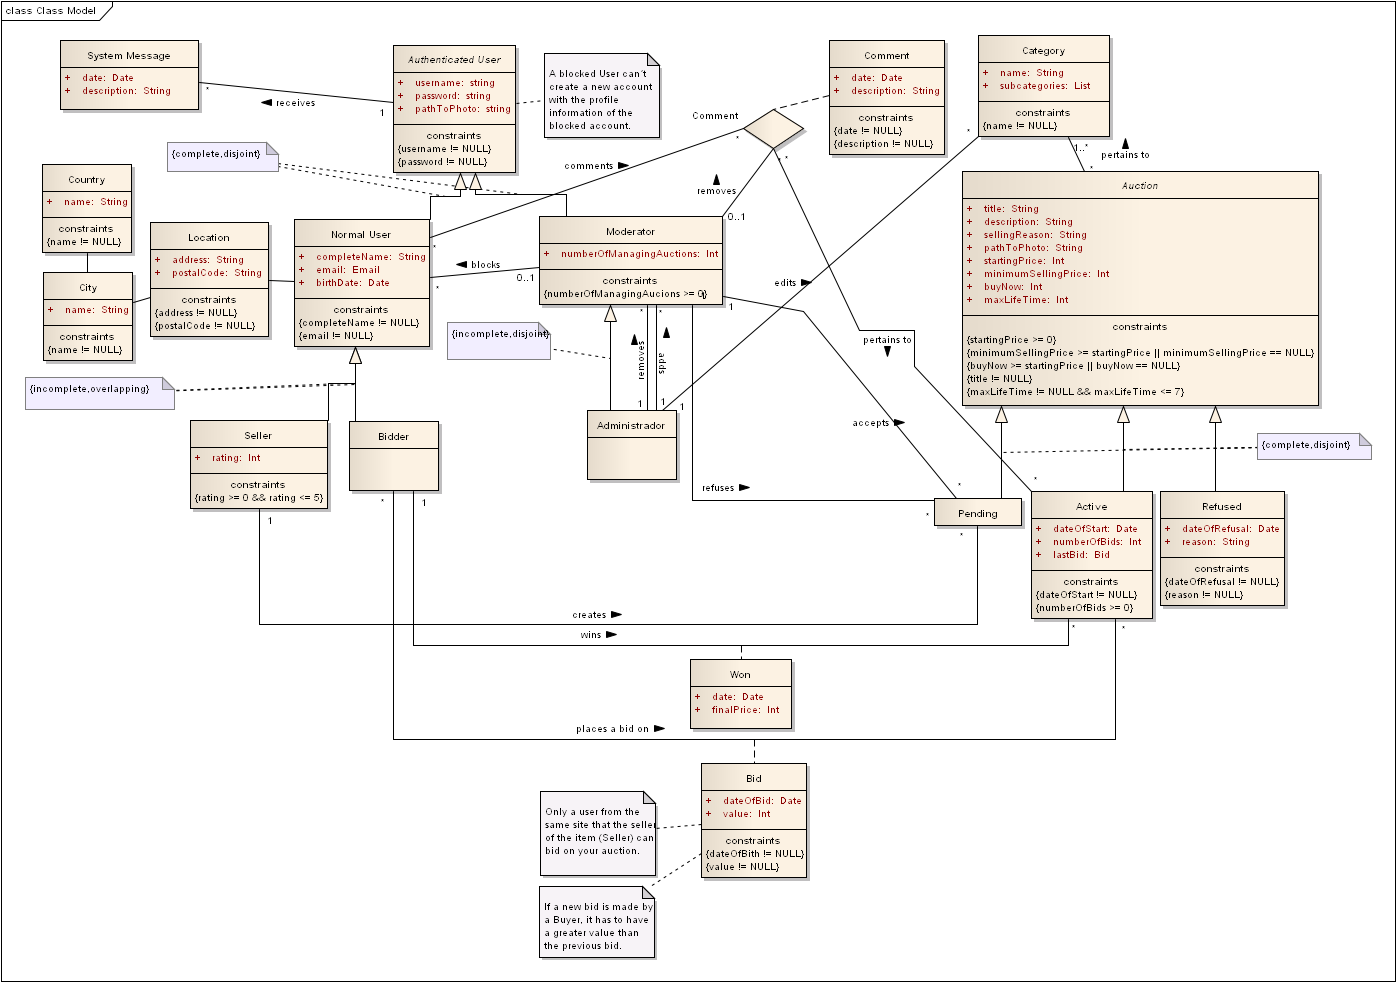 class Class Model
System Message
+ date: Date
+ description: String
*
receives
1
Authenticated User
+ username: string
+ password: string
+ pathToPhoto: string
constraints
{username != NULL}
{password != NULL}
A blocked User can't
create a new account
with the profile
information of the
blocked account.
Comment
+ date: Date
+ description: String
constraints
{date != NULL}
{description != NULL}
Category
+ name: String
+ subcategories: List
constraints
{name != NULL}
Comment
*
*
*
comments
removes
0..1
*
1..*
*
pertains to
{complete,disjoint}
Country
+ name: String
constraints
{name != NULL}
City
+ name: String
constraints
{name != NULL}
Location
+ address: String
+ postalCode: String
constraints
{address != NULL}
{postalCode != NULL}
Normal User
+ completeName: String
+ email: Email
+ birthDate: Date
constraints
{completeName != NULL}
{email != NULL}
*
*
blocks
0..1
Moderator
+ numberOfManagingAuctions: Int
constraints
{numberOfManagingAucions >= 0}
Auction
+ title: String
+ description: String
+ sellingReason: String
+ pathToPhoto: String
+ startingPrice: Int
+ minimumSellingPrice: Int
+ buyNow: Int
+ maxLifeTime: Int
constraints
{startingPrice >= 0}
{minimumSellingPrice >= startingPrice || minimumSellingPrice == NULL}
{buyNow >= startingPrice || buyNow == NULL}
{title != NULL}
{maxLifeTime != NULL && maxLifeTime <= 7}
edits
1
*
*
removes
adds
1
1
1
pertains to
{incomplete,disjoint}
{incomplete,overlapping}
Seller
+ rating: Int
constraints
{rating >= 0 && rating <= 5}
1
Bidder
*
1
Administrador
accepts
refuses
{complete,disjoint}
*
*
*
*
Pending
Active
+ dateOfStart: Date
+ numberOfBids: Int
+ lastBid: Bid
constraints
{dateOfStart != NULL}
{numberOfBids >= 0}
*
*
Refused
+ dateOfRefusal: Date
+ reason: String
constraints
{dateOfRefusal != NULL}
{reason != NULL}
creates
wins
Won
+ date: Date
+ finalPrice: Int
places a bid on
Bid
+ dateOfBid: Date
+ value: Int
constraints
{dateOfBith != NULL}
{value != NULL}
Only a user from the
same site that the seller
of the item (Seller) can
bid on your auction.
If a new bid is made by
a Buyer, it has to have
a greater value than
the previous bid.